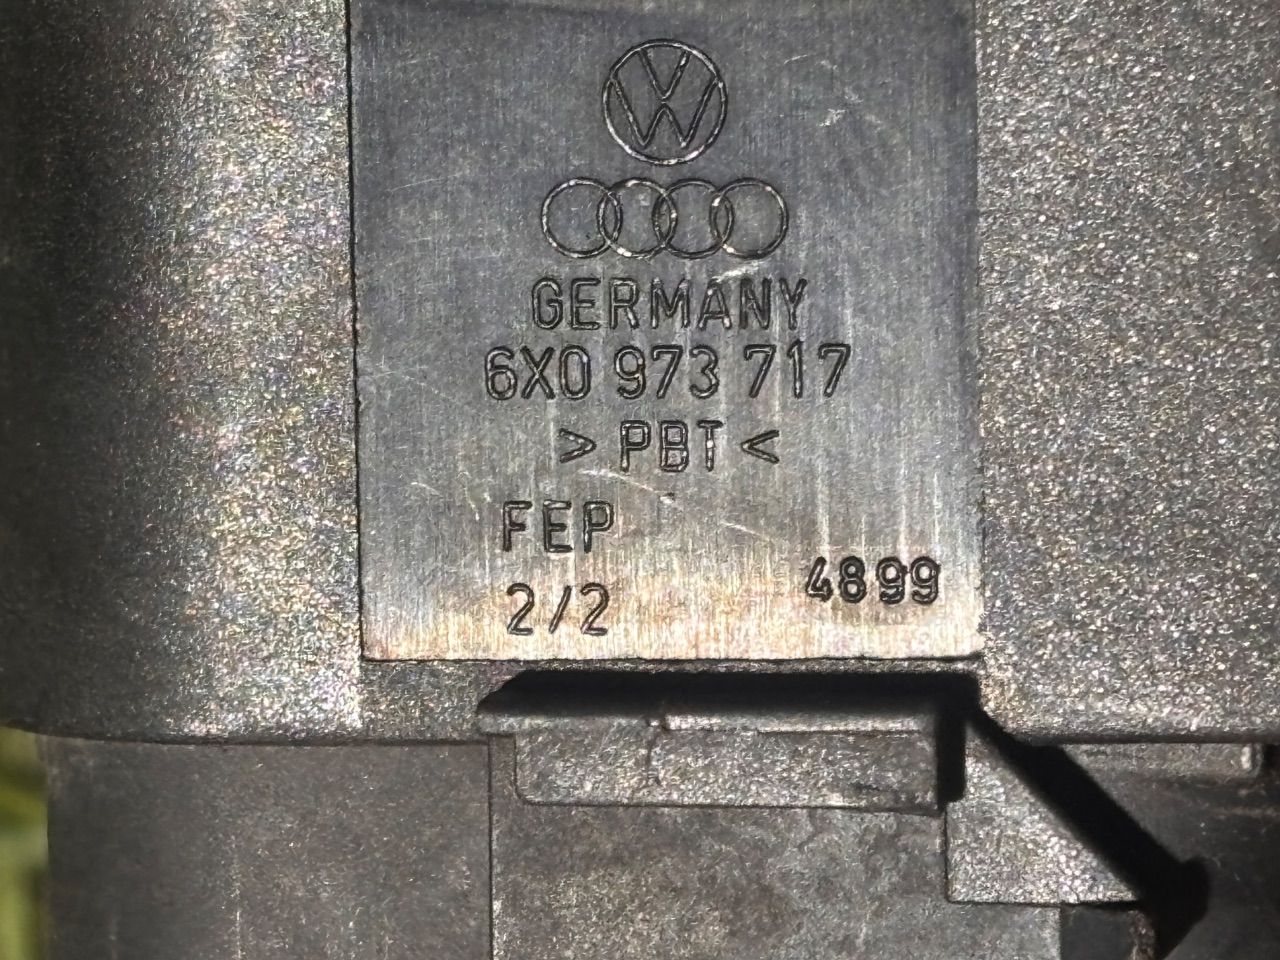 GERMANY
6X0 973 717
> PBT <
FEP
2/2
4899